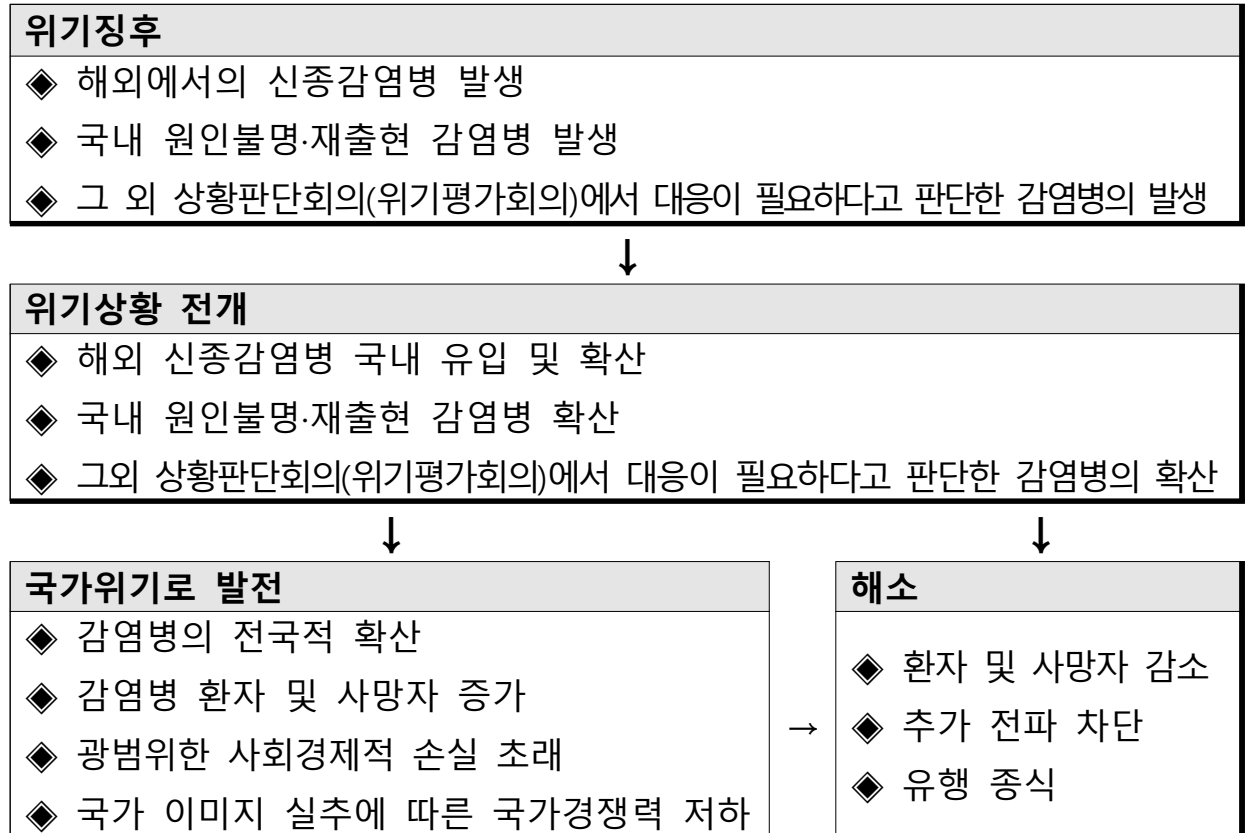 위기징후
◈ 해외에서의 신종감염병 발생
◈ 국내 원인불명·재출현 감염병 발생
◈ 그 외 상황판단회의(위기평가회의)에서 대응이 필요하다고 판단한 감염병의 발생
↓
위기상황 전개
◈ 해외 신종감염병 국내 유입 및 확산
◈ 국내 원인불명·재출현 감염병 확산
◈ 그외 상황판단회의(위기평가회의)에서 대응이 필요하다고 판단한 감염병의 확산
↓ ↓
국가위기로 발전
◈ 감염병의 전국적 확산
◈ 감염병 환자 및 사망자 증가
◈ 광범위한 사회경제적 손실 초래
◈ 국가 이미지 실추에 따른 국가경쟁력 저하
→
해소
◈ 환자 및 사망자 감소
◈ 추가 전파 차단
◈ 유행 종식